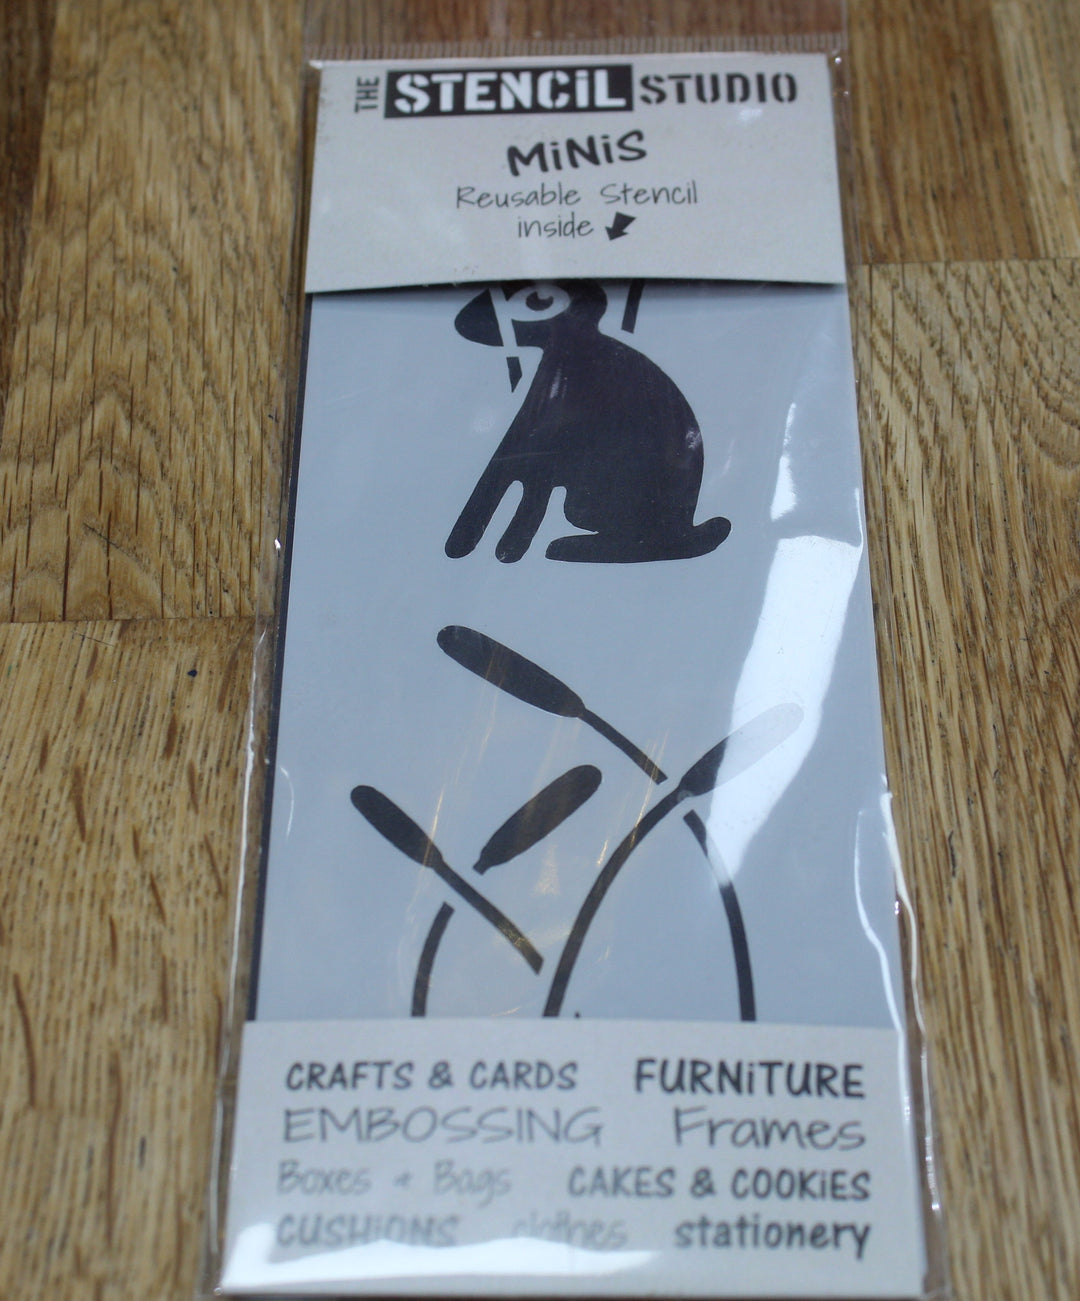 THE STENCiL STUDIO
MiNiS
Reusable Stencil
inside
CRAFTS & CARDS FURNiTURE
EMBOSSING Frames
Boxes + Bags CAKES & COOKiES
CUSHiONS clothes stationery